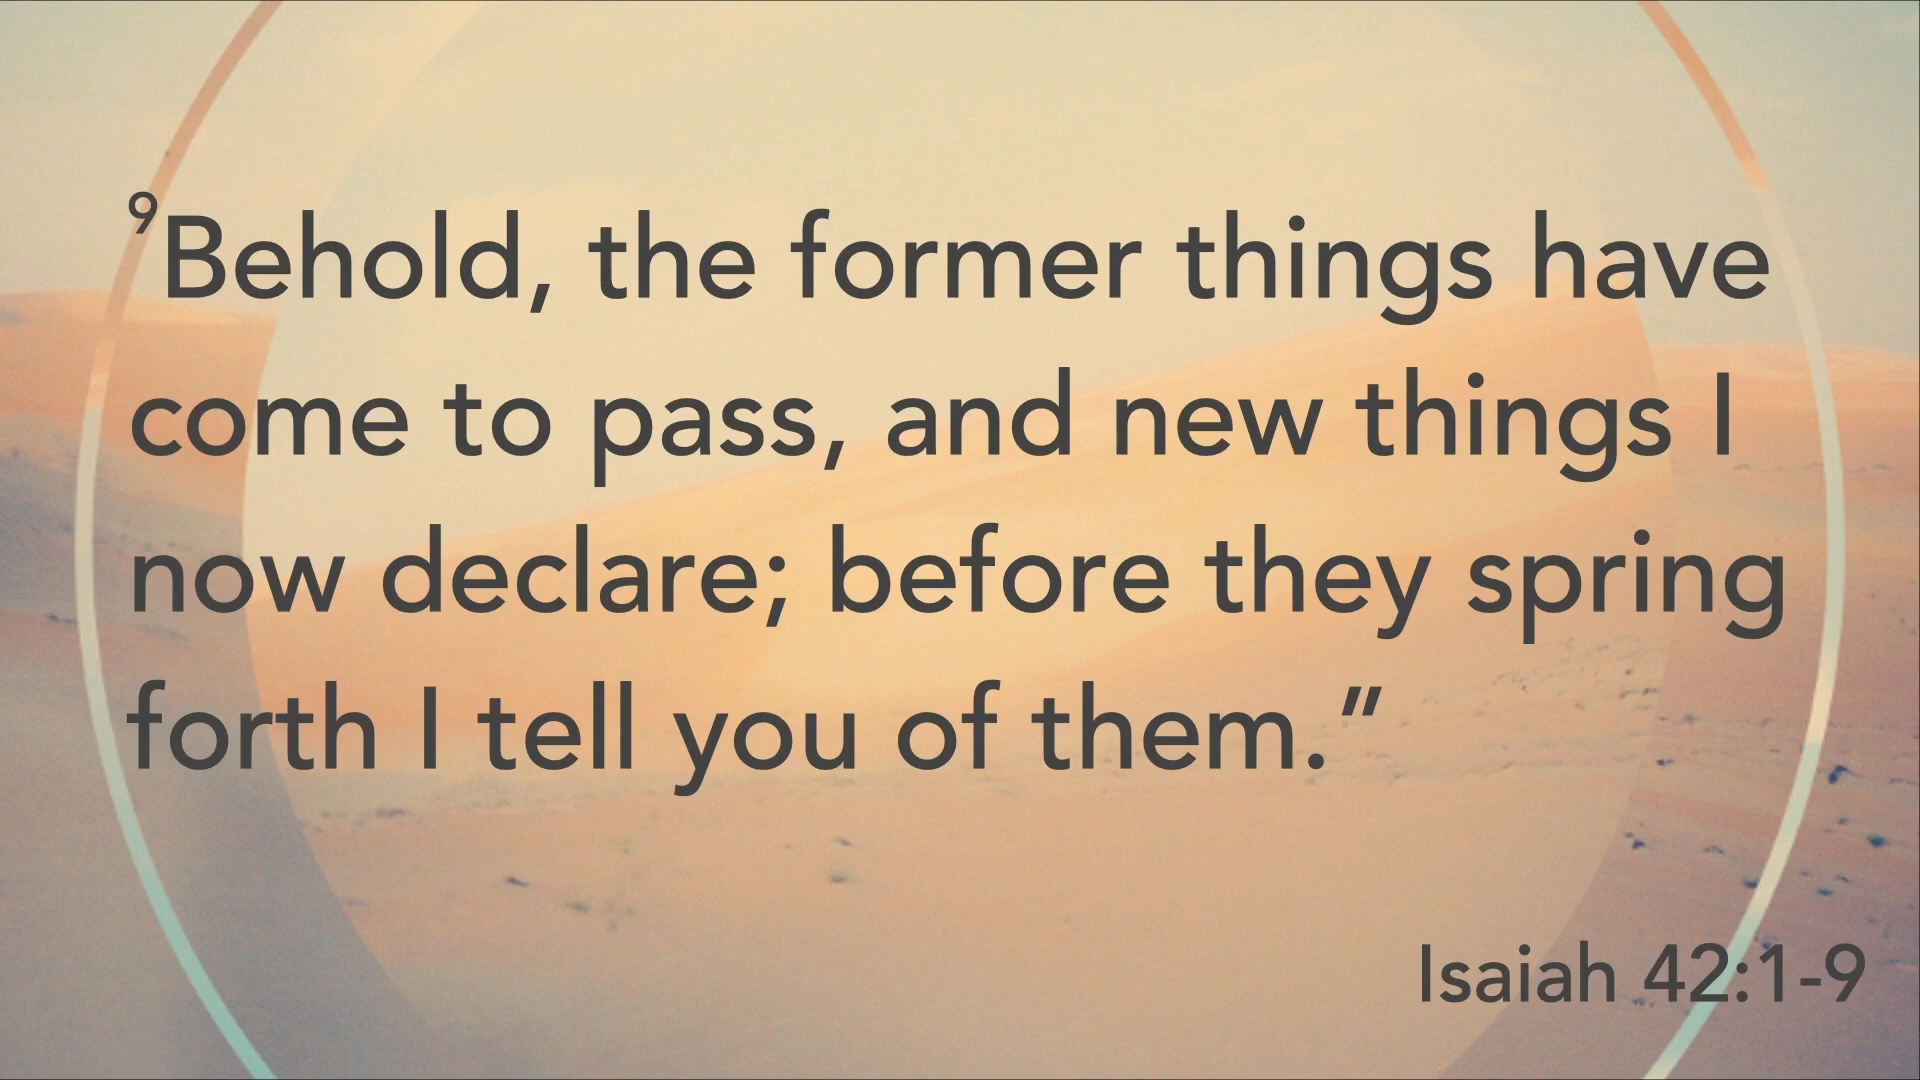 ⁹Behold, the former things have
come to pass, and new things I
now declare; before they spring
forth I tell you of them.”
Isaiah 42:1-9